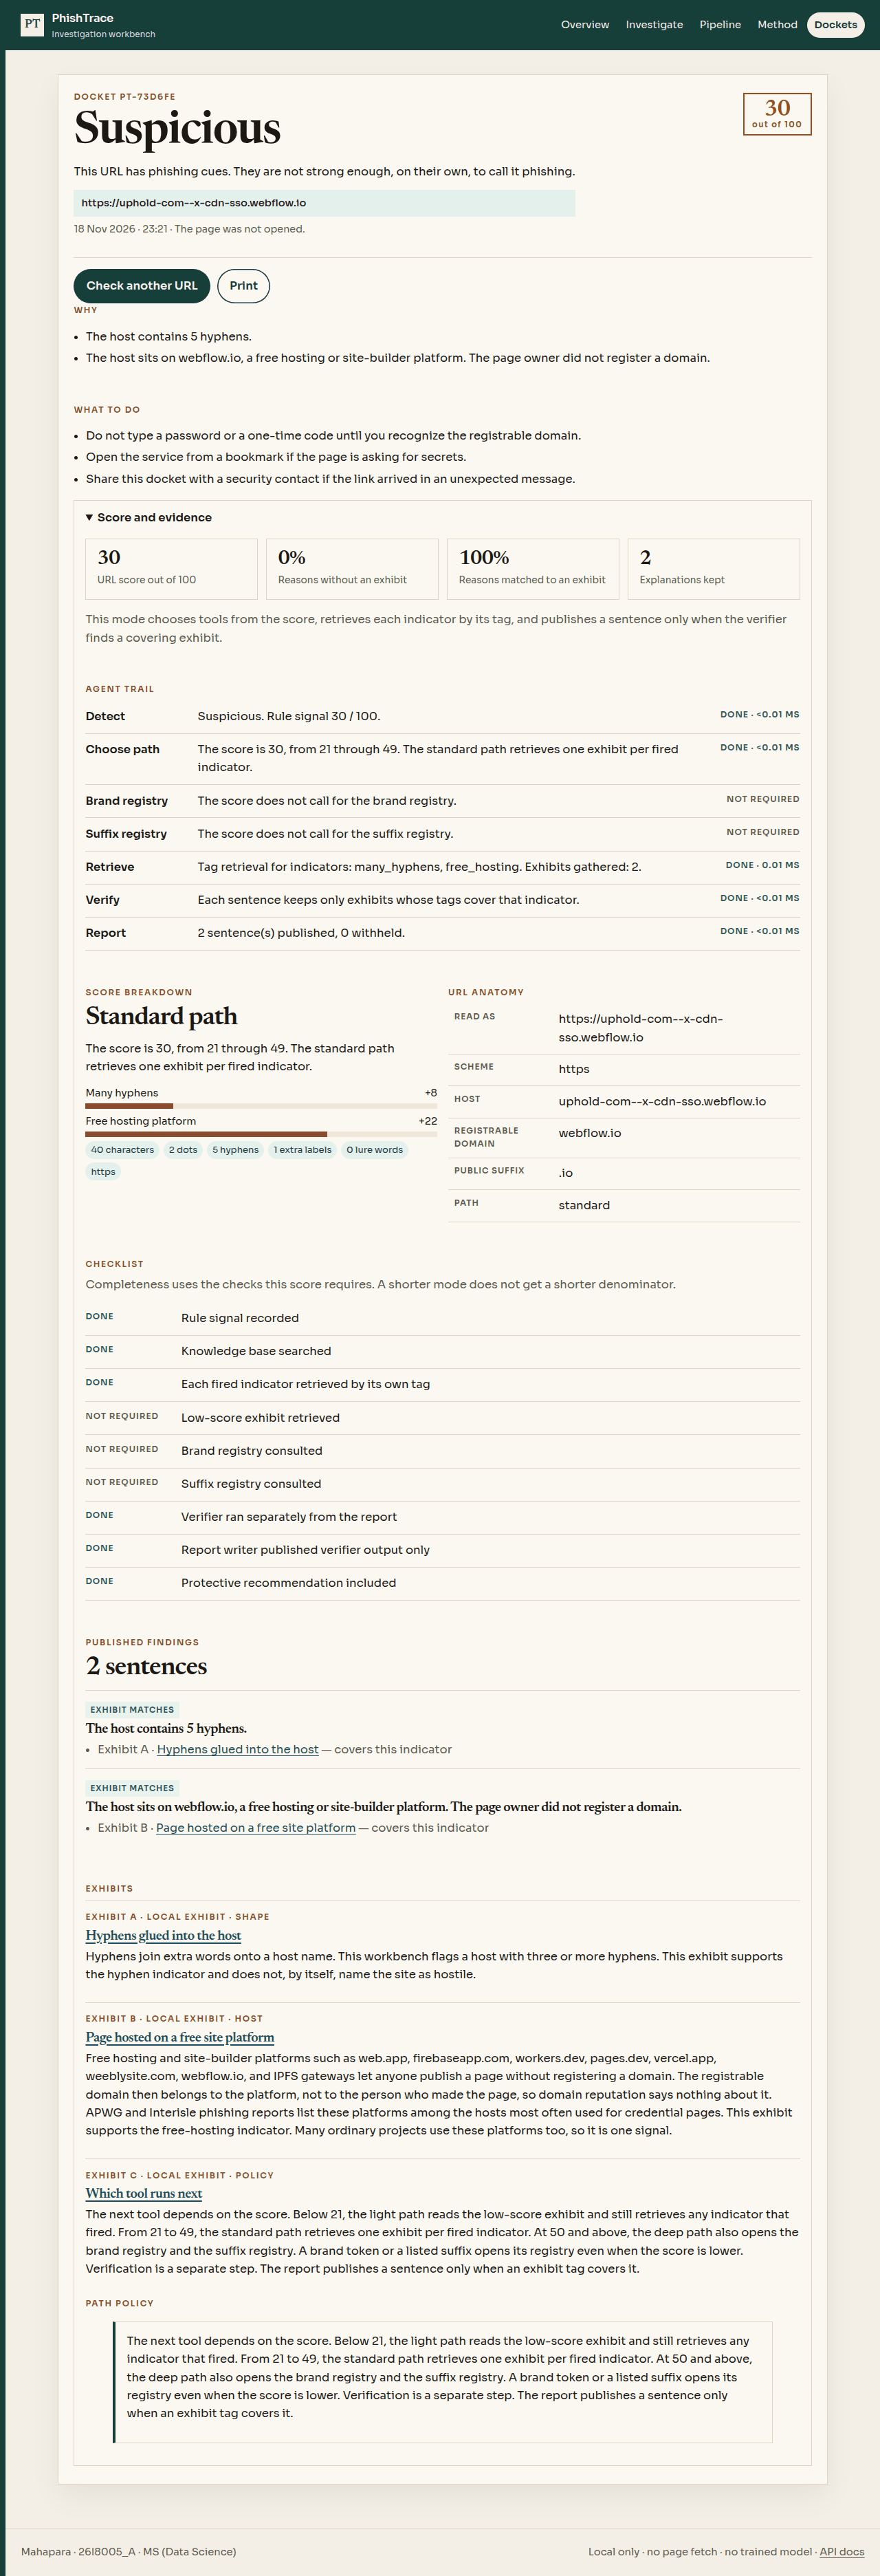 PT
PhishTrace
Investigation workbench
Overview
Investigate
Pipeline
Method
Dockets
DOCKET PT-73D6FE
Suspicious
30
out of 100
This URL has phishing cues. They are not strong enough, on their own, to call it phishing.
https://uphold-com--x-cdn-sso.webflow.io
18 Nov 2026 · 23:21 · The page was not opened.
Check another URL
Print
WHY
• The host contains 5 hyphens.
• The host sits on webflow.io, a free hosting or site-builder platform. The page owner did not register a domain.
WHAT TO DO
• Do not type a password or a one-time code until you recognize the registrable domain.
• Open the service from a bookmark if the page is asking for secrets.
• Share this docket with a security contact if the link arrived in an unexpected message.
▼ Score and evidence
30
URL score out of 100
0%
Reasons without an exhibit
100%
Reasons matched to an exhibit
2
Explanations kept
This mode chooses tools from the score, retrieves each indicator by its tag, and publishes a sentence only when the verifier
finds a covering exhibit.
AGENT TRAIL
Detect
Suspicious. Rule signal 30 / 100.
DONE · <0.01 MS
Choose path
The score is 30, from 21 through 49. The standard path retrieves one exhibit per fired
indicator.
DONE · <0.01 MS
Brand registry
The score does not call for the brand registry.
NOT REQUIRED
Suffix registry
The score does not call for the suffix registry.
NOT REQUIRED
Retrieve
Tag retrieval for indicators: many_hyphens, free_hosting. Exhibits gathered: 2.
DONE · 0.01 MS
Verify
Each sentence keeps only exhibits whose tags cover that indicator.
DONE · <0.01 MS
Report
2 sentence(s) published, 0 withheld.
DONE · <0.01 MS
SCORE BREAKDOWN
Standard path
The score is 30, from 21 through 49. The standard path
retrieves one exhibit per fired indicator.
Many hyphens
+8
Free hosting platform
+22
40 characters
2 dots
5 hyphens
1 extra labels
0 lure words
https
URL ANATOMY
READ AS
https://uphold-com--x-cdn-
sso.webflow.io
SCHEME
https
HOST
uphold-com--x-cdn-sso.webflow.io
REGISTRABLE
DOMAIN
webflow.io
PUBLIC SUFFIX
.io
PATH
standard
CHECKLIST
Completeness uses the checks this score requires. A shorter mode does not get a shorter denominator.
DONE
Rule signal recorded
DONE
Knowledge base searched
DONE
Each fired indicator retrieved by its own tag
NOT REQUIRED
Low-score exhibit retrieved
NOT REQUIRED
Brand registry consulted
NOT REQUIRED
Suffix registry consulted
DONE
Verifier ran separately from the report
DONE
Report writer published verifier output only
DONE
Protective recommendation included
PUBLISHED FINDINGS
2 sentences
EXHIBIT MATCHES
The host contains 5 hyphens.
• Exhibit A · Hyphens glued into the host — covers this indicator
EXHIBIT MATCHES
The host sits on webflow.io, a free hosting or site-builder platform. The page owner did not register a domain.
• Exhibit B · Page hosted on a free site platform — covers this indicator
EXHIBITS
EXHIBIT A · LOCAL EXHIBIT · SHAPE
Hyphens glued into the host
Hyphens join extra words onto a host name. This workbench flags a host with three or more hyphens. This exhibit supports
the hyphen indicator and does not, by itself, name the site as hostile.
EXHIBIT B · LOCAL EXHIBIT · HOST
Page hosted on a free site platform
Free hosting and site-builder platforms such as web.app, firebaseapp.com, workers.dev, pages.dev, vercel.app,
weeblysite.com, webflow.io, and IPFS gateways let anyone publish a page without registering a domain. The registrable
domain then belongs to the platform, not to the person who made the page, so domain reputation says nothing about it.
APWG and Interisle phishing reports list these platforms among the hosts most often used for credential pages. This exhibit
supports the free-hosting indicator. Many ordinary projects use these platforms too, so it is one signal.
EXHIBIT C · LOCAL EXHIBIT · POLICY
Which tool runs next
The next tool depends on the score. Below 21, the light path reads the low-score exhibit and still retrieves any indicator that
fired. From 21 to 49, the standard path retrieves one exhibit per fired indicator. At 50 and above, the deep path also opens the
brand registry and the suffix registry. A brand token or a listed suffix opens its registry even when the score is lower.
Verification is a separate step. The report publishes a sentence only when an exhibit tag covers it.
PATH POLICY
The next tool depends on the score. Below 21, the light path reads the low-score exhibit and still retrieves any
indicator that fired. From 21 to 49, the standard path retrieves one exhibit per fired indicator. At 50 and above,
the deep path also opens the brand registry and the suffix registry. A brand token or a listed suffix opens its
registry even when the score is lower. Verification is a separate step. The report publishes a sentence only
when an exhibit tag covers it.
Mahapara · 26I8005_A · MS (Data Science)
Local only · no page fetch · no trained model · API docs